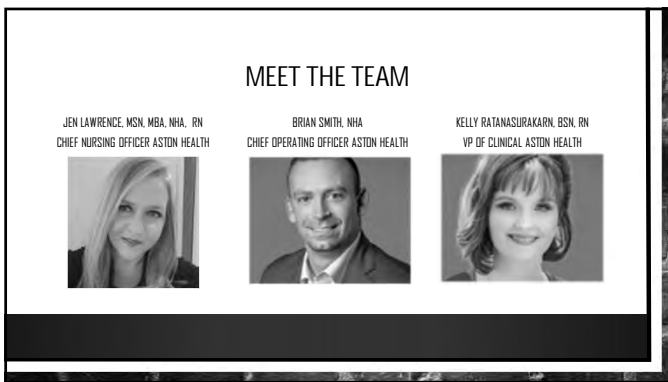 MEET THE TEAM
JEN LAWRENCE, MSN, MBA, NHA, RN
CHIEF NURSING OFFICER ASTON HEALTH
BRIAN SMITH, NHA
CHIEF OPERATING OFFICER ASTON HEALTH
KELLY RATANASURAKARN, BSN, RN
VP OF CLINICAL ASTON HEALTH